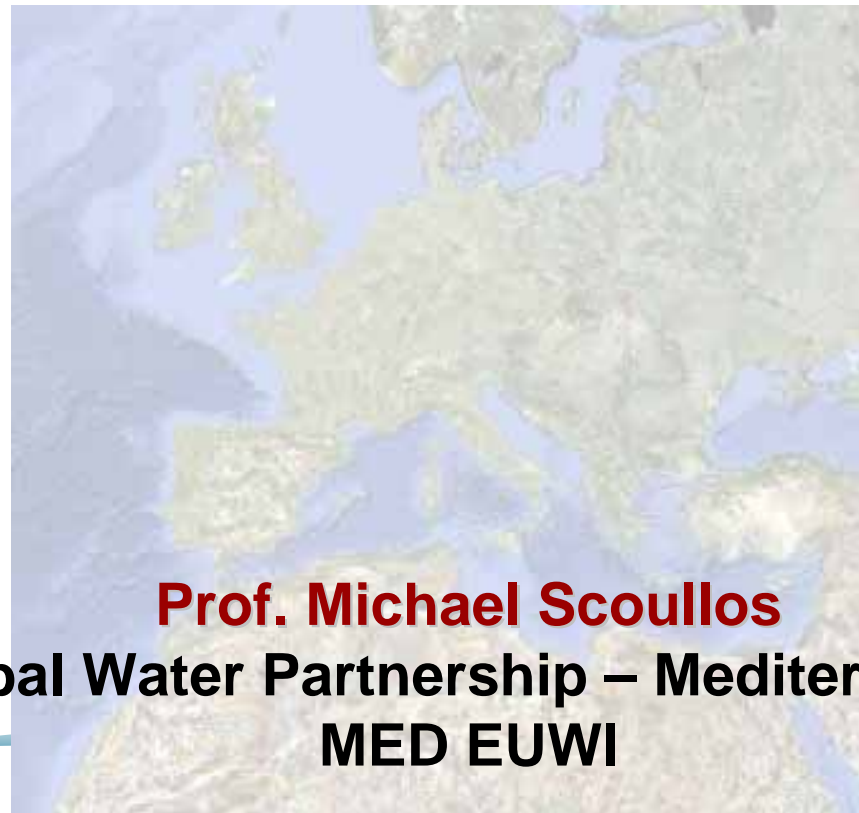 Prof. Michael Scoullos
bal Water Partnership – Mediter
MED EUWI